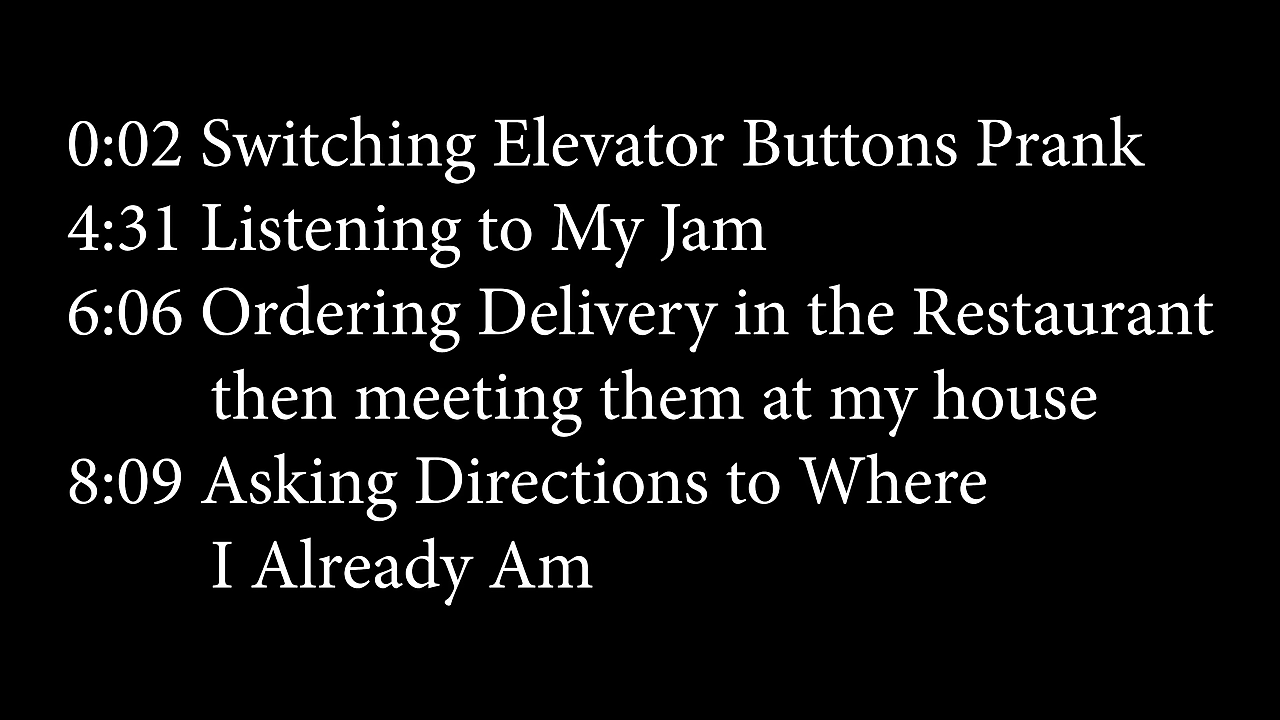 0:02 Switching Elevator Buttons Prank
4:31 Listening to My Jam
6:06 Ordering Delivery in the Restaurant
then meeting them at my house
8:09 Asking Directions to Where
I Already Am